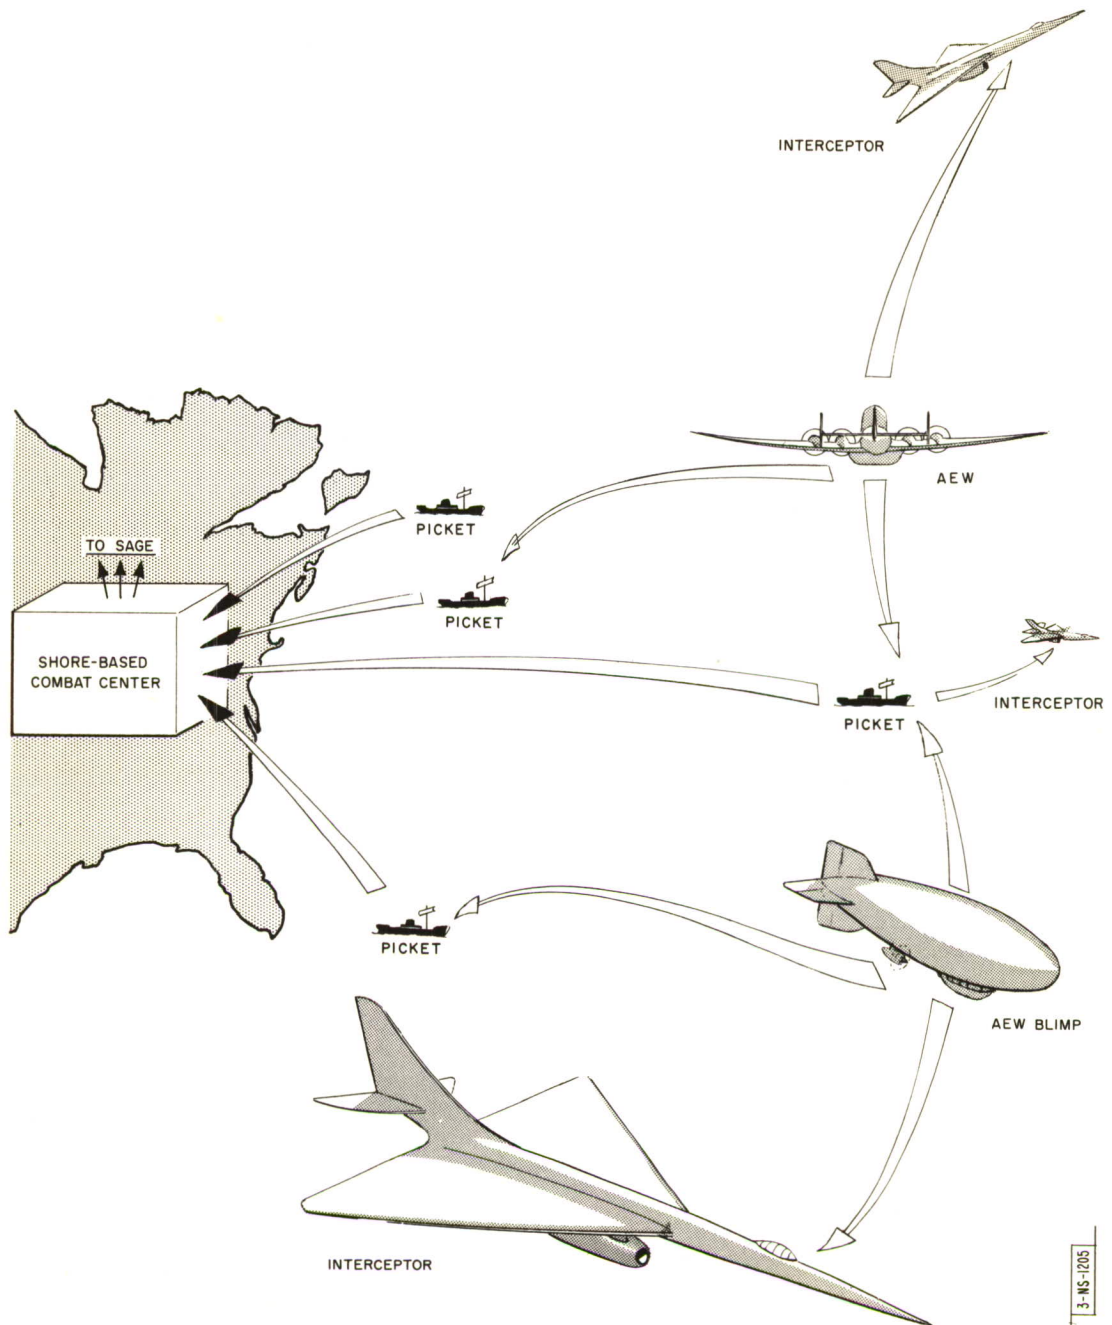 INTERCEPTOR
AEW
PICKET
TO SAGE
PICKET
SHORE-BASED
COMBAT CENTER
PICKET
INTERCEPTOR
PICKET
AEW BLIMP
INTERCEPTOR
3-NS-1205